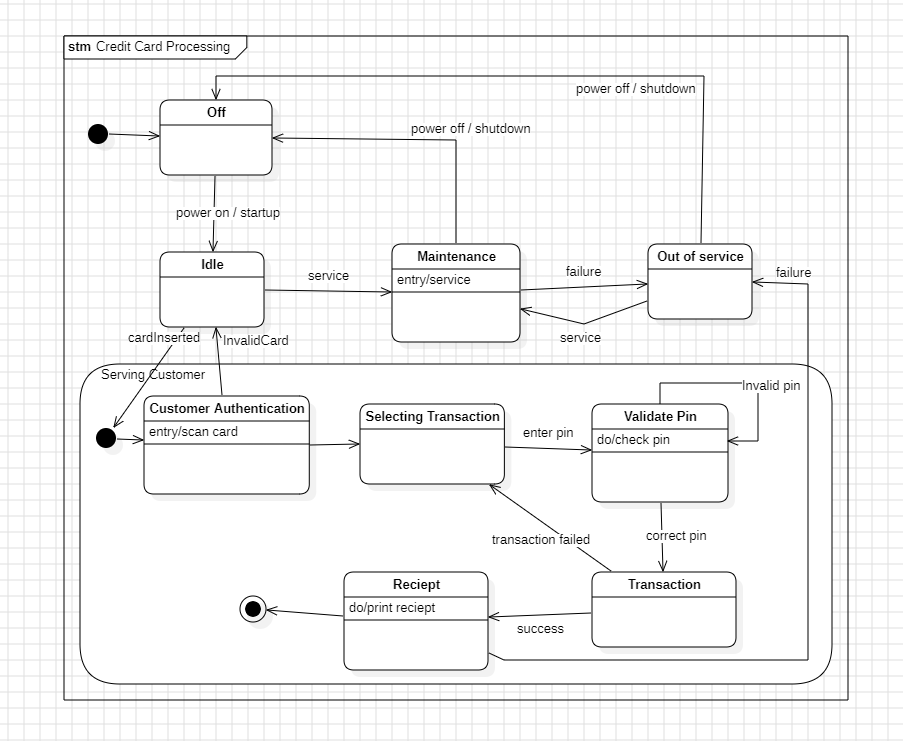 stm Credit Card Processing
power off / shutdown
Off
power off / shutdown
power on / startup
Idle
Maintenance
entry/service
Out of service
service
failure
failure
service
cardInserted
InvalidCard
Serving Customer
Customer Authentication
entry/scan card
Selecting Transaction
enter pin
Validate Pin
do/check pin
Invalid pin
transaction failed
correct pin
Reciept
do/print reciept
Transaction
success